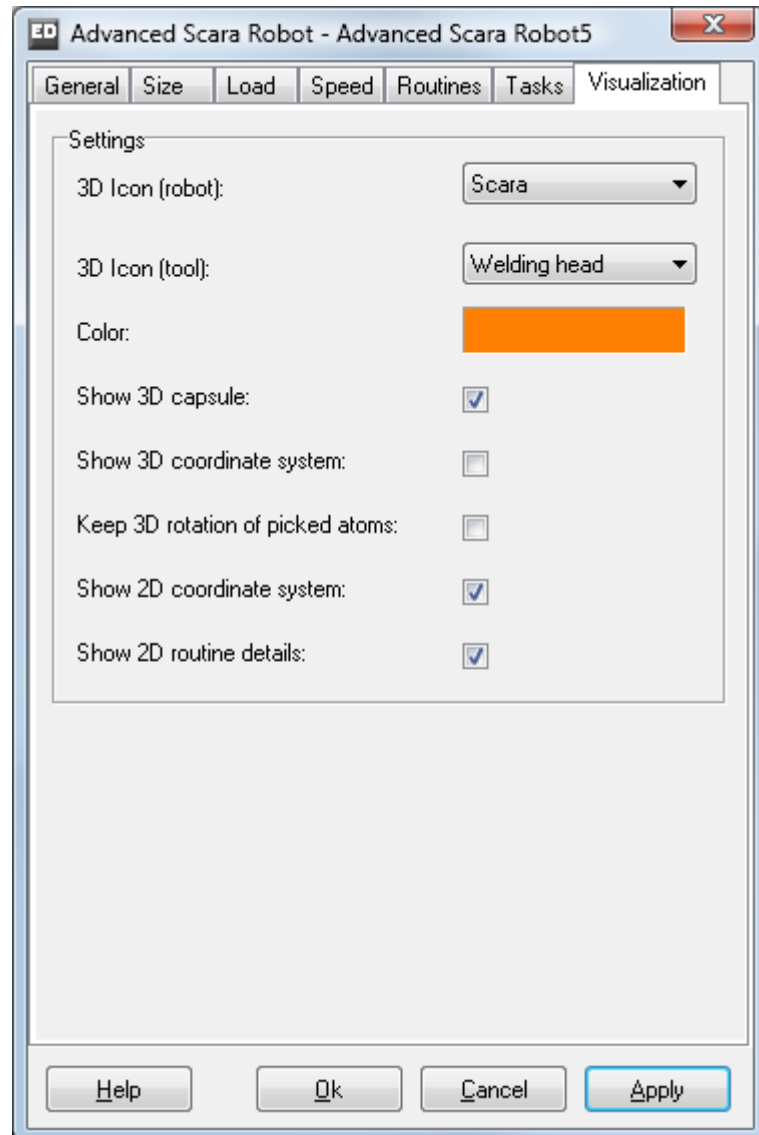 ED Advanced Scara Robot - Advanced Scara Robot5 X
General Size Load Speed Routines Tasks Visualization
Settings
3D Icon (robot): Scara
3D Icon (tool): Welding head
Color:
Show 3D capsule:
Show 3D coordinate system:
Keep 3D rotation of picked atoms:
Show 2D coordinate system:
Show 2D routine details:
Help Ok Cancel Apply